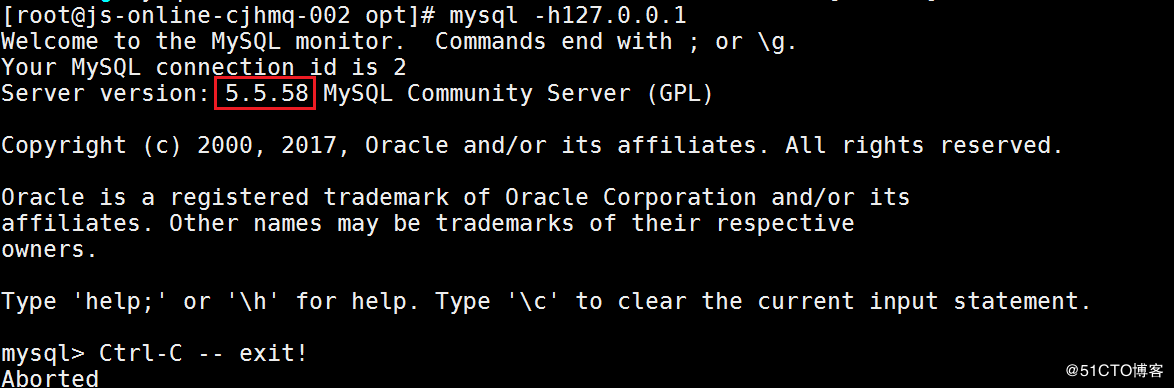 [root@js-online-cjhmq-002 opt]# mysql -h127.0.0.1
Welcome to the MySQL monitor.  Commands end with ; or \g.
Your MySQL connection id is 2
Server version: 5.5.58 MySQL Community Server (GPL)
Copyright (c) 2000, 2017, Oracle and/or its affiliates. All rights reserved.
Oracle is a registered trademark of Oracle Corporation and/or its
affiliates. Other names may be trademarks of their respective
owners.
Type 'help;' or '\h' for help. Type '\c' to clear the current input statement.
mysql> Ctrl-C -- exit!
Aborted
@51CTO博客